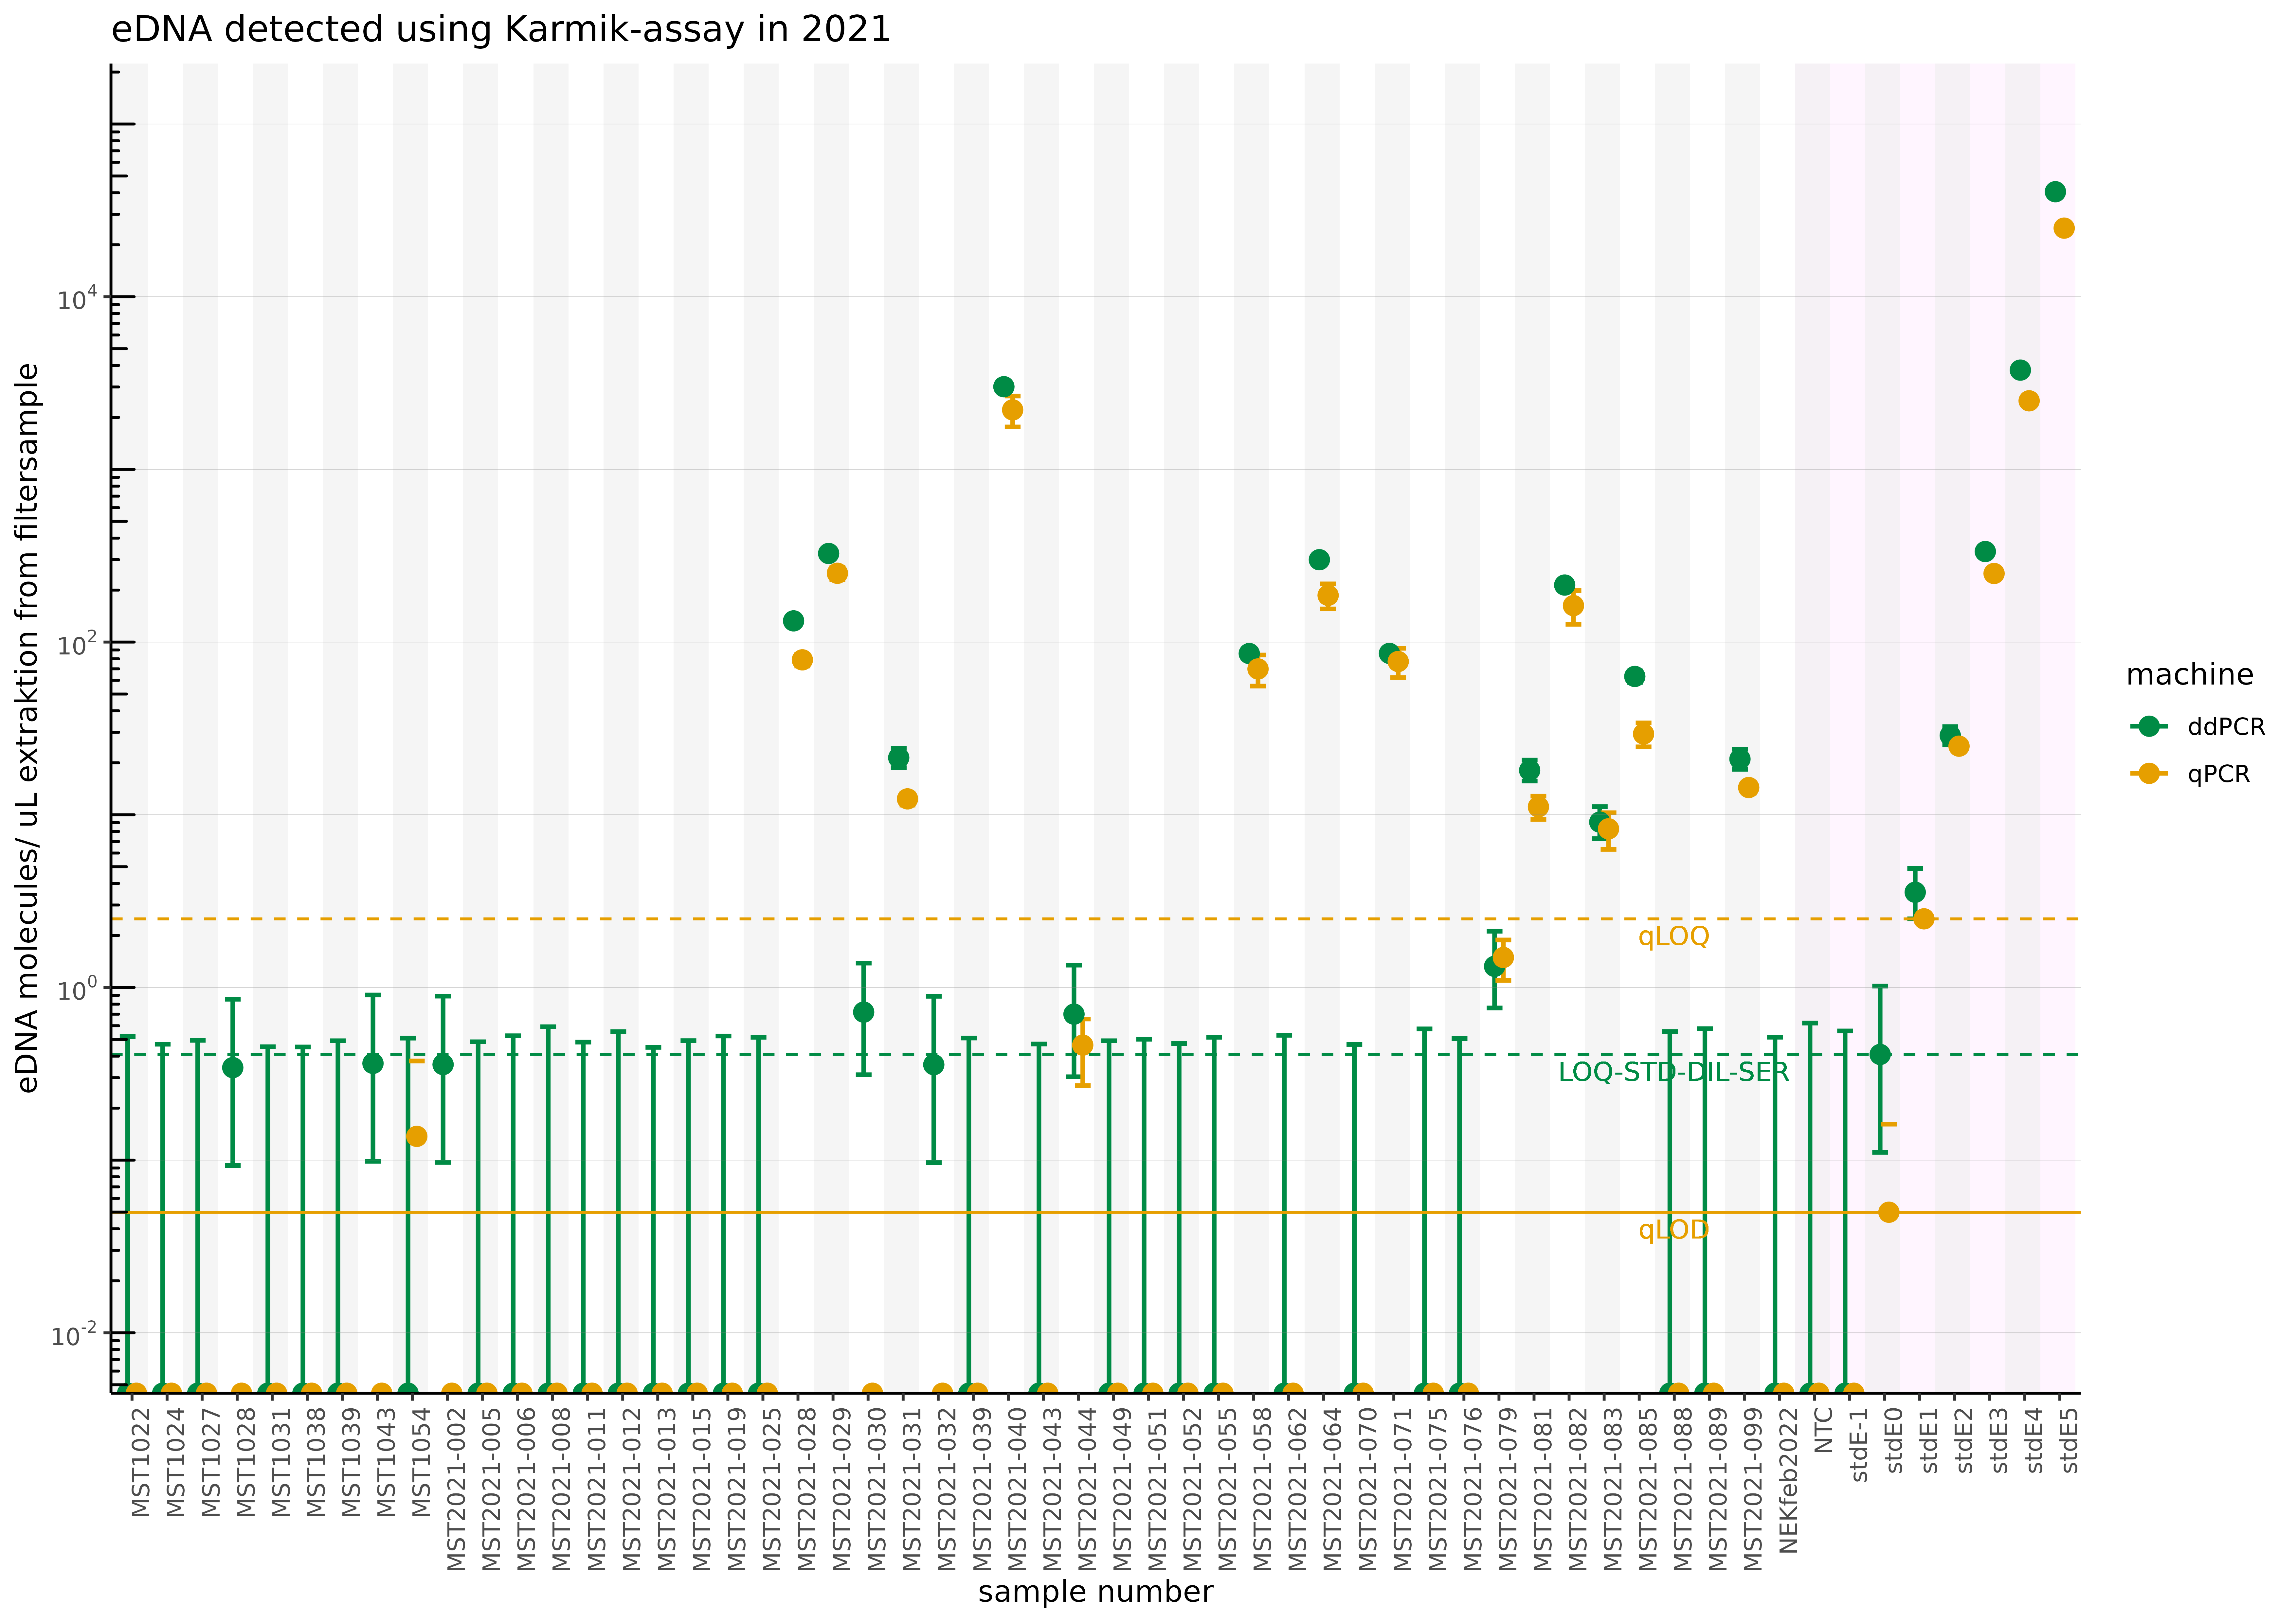 eDNA detected using Karmik-assay in 2021
eDNA molecules/ uL extraktion from filtersample
10^4
10^2
10^0
10^-2
qLOQ
LOQ-STD-DIL-SER
qLOD
machine
ddPCR
qPCR
MST1022
MST1024
MST1027
MST1028
MST1031
MST1038
MST1039
MST1043
MST1054
MST2021-002
MST2021-005
MST2021-006
MST2021-008
MST2021-011
MST2021-012
MST2021-013
MST2021-015
MST2021-019
MST2021-025
MST2021-028
MST2021-029
MST2021-030
MST2021-031
MST2021-032
MST2021-039
MST2021-040
MST2021-043
MST2021-044
MST2021-049
MST2021-051
MST2021-052
MST2021-055
MST2021-058
MST2021-062
MST2021-064
MST2021-070
MST2021-071
MST2021-075
MST2021-076
MST2021-079
MST2021-081
MST2021-082
MST2021-083
MST2021-085
MST2021-088
MST2021-089
MST2021-099
NEKfeb2022
NTC
stdE-1
stdE0
stdE1
stdE2
stdE3
stdE4
stdE5
sample number